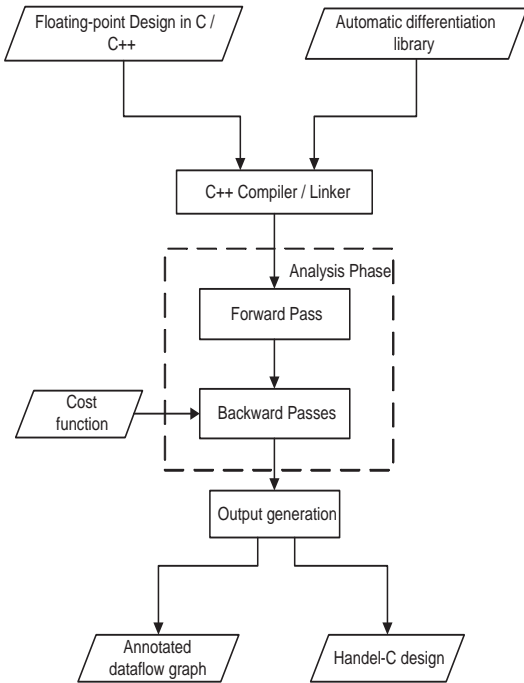 Floating-point Design in C /
C++
Automatic differentiation
library
C++ Compiler / Linker
Analysis Phase
Forward Pass
Cost
function
Backward Passes
Output generation
Annotated
dataflow graph
Handel-C design